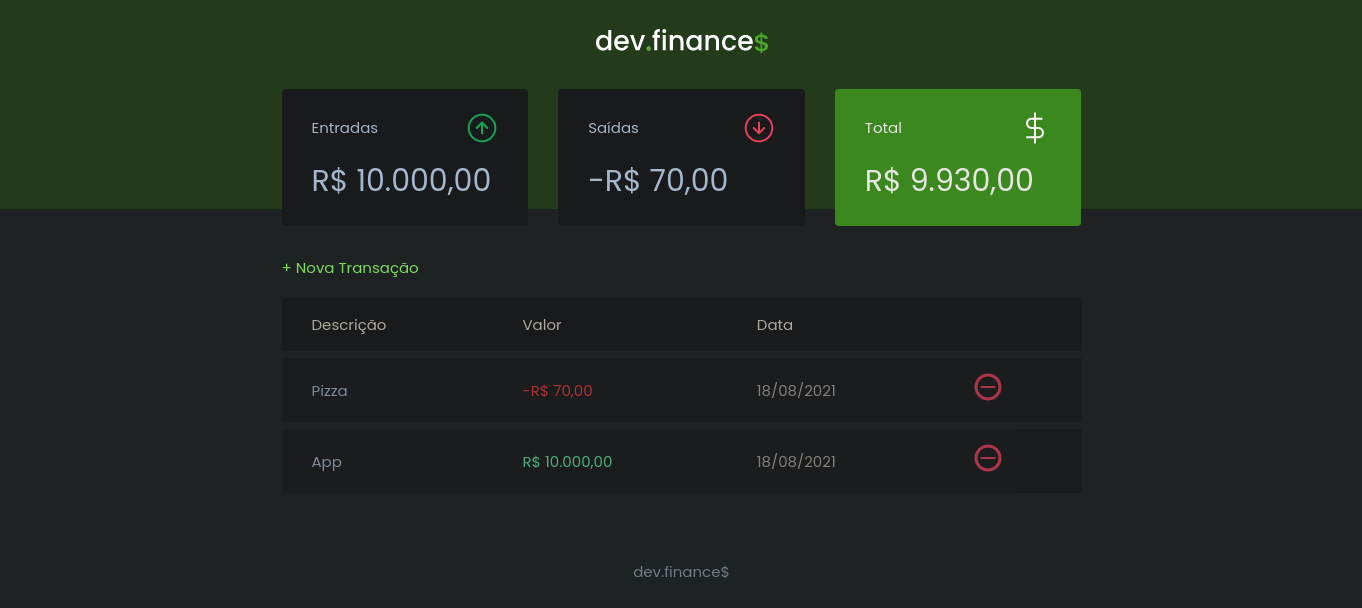 dev.finance$
Entradas
R$ 10.000,00
Saídas
-R$ 70,00
Total
$
R$ 9.930,00
+ Nova Transação
Descrição Valor Data
Pizza -R$ 70,00 18/08/2021
App R$ 10.000,00 18/08/2021
dev.finance$